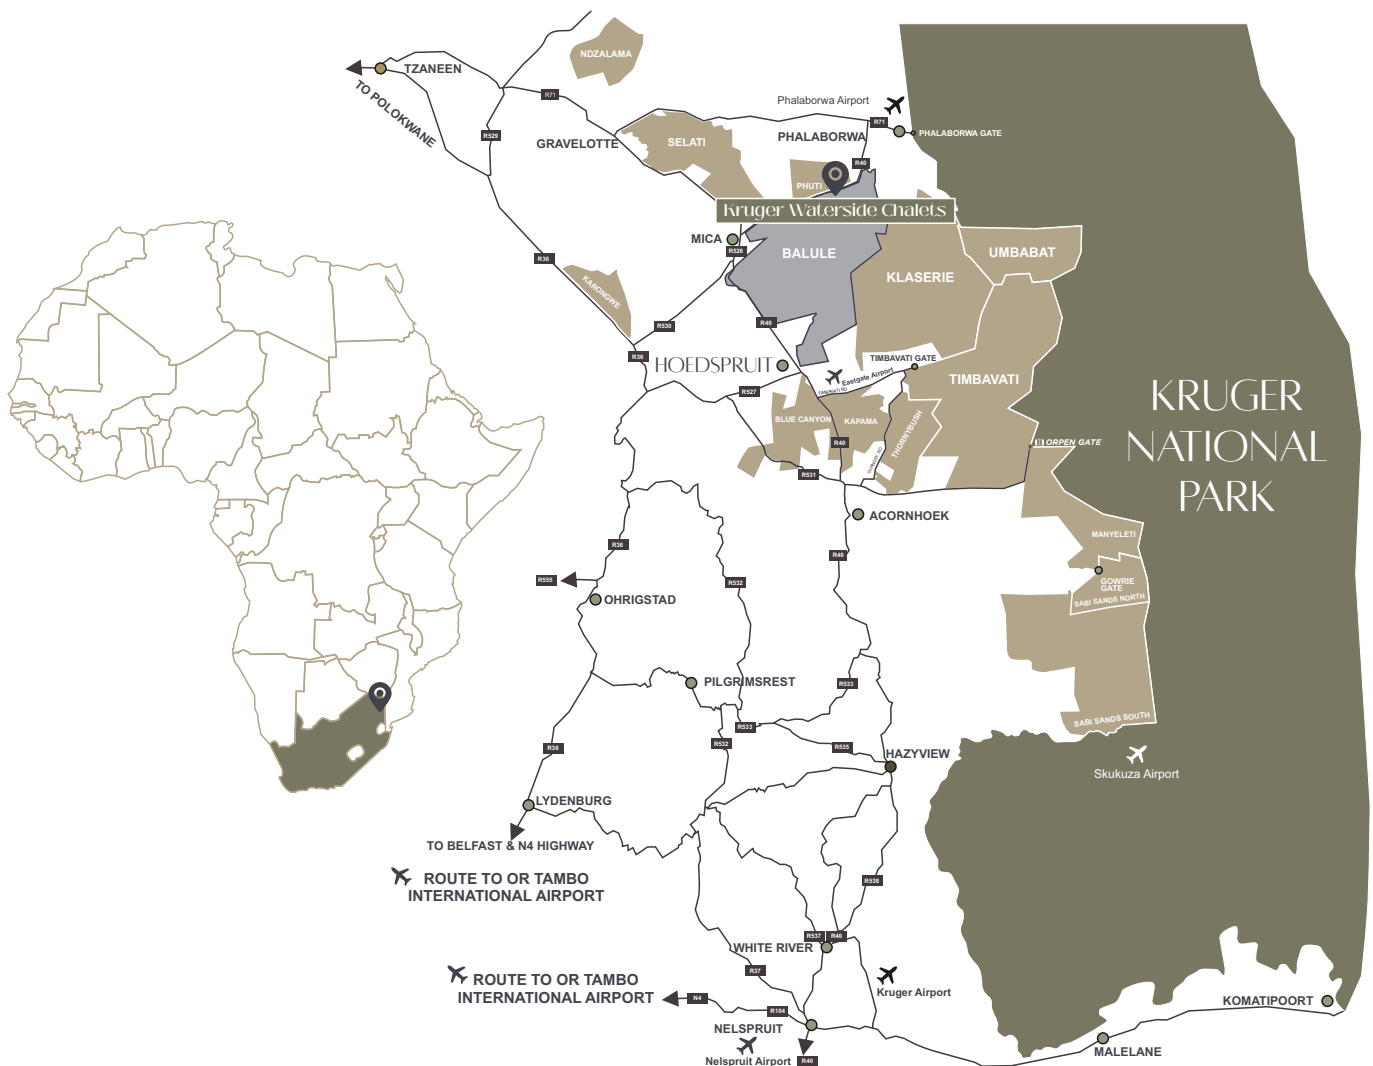 NDZALAMA
TZANEEN
TO POLOKWANE
R71
R529
Phalaborwa Airport
R71
PHALABORWA
PHALABORWA GATE
GRAVELOTTE
SELATI
R40
PHUTI
Kruger Waterside Chalets
MICA
R526
BALULE
UMBABAT
KLASERIE
R36
KARONGWE
R530
R40
R36
HOEDSPRUIT
TIMBAVATI GATE
Eastgate Airport
TIMBAVATI RD
TIMBAVATI
R527
KRUGER
NATIONAL
PARK
BLUE CANYON
KAPAMA
THORNYBUSH
R40
ORPEN GATE
R531
ACORNHOEK
MANYELETI
R36
R40
GOWRIE
GATE
R555
R532
SABI SANDS NORTH
OHRIGSTAD
PILGRIMSREST
R533
SABI SANDS SOUTH
R533
R532
R535
R36
HAZYVIEW
Skukuza Airport
LYDENBURG
TO BELFAST & N4 HIGHWAY
ROUTE TO OR TAMBO
INTERNATIONAL AIRPORT
R538
R537
R40
WHITE RIVER
R37
ROUTE TO OR TAMBO
INTERNATIONAL AIRPORT
N4
R104
Kruger Airport
KOMATIPOORT
NELSPRUIT
Nelspruit Airport
R40
MALELANE